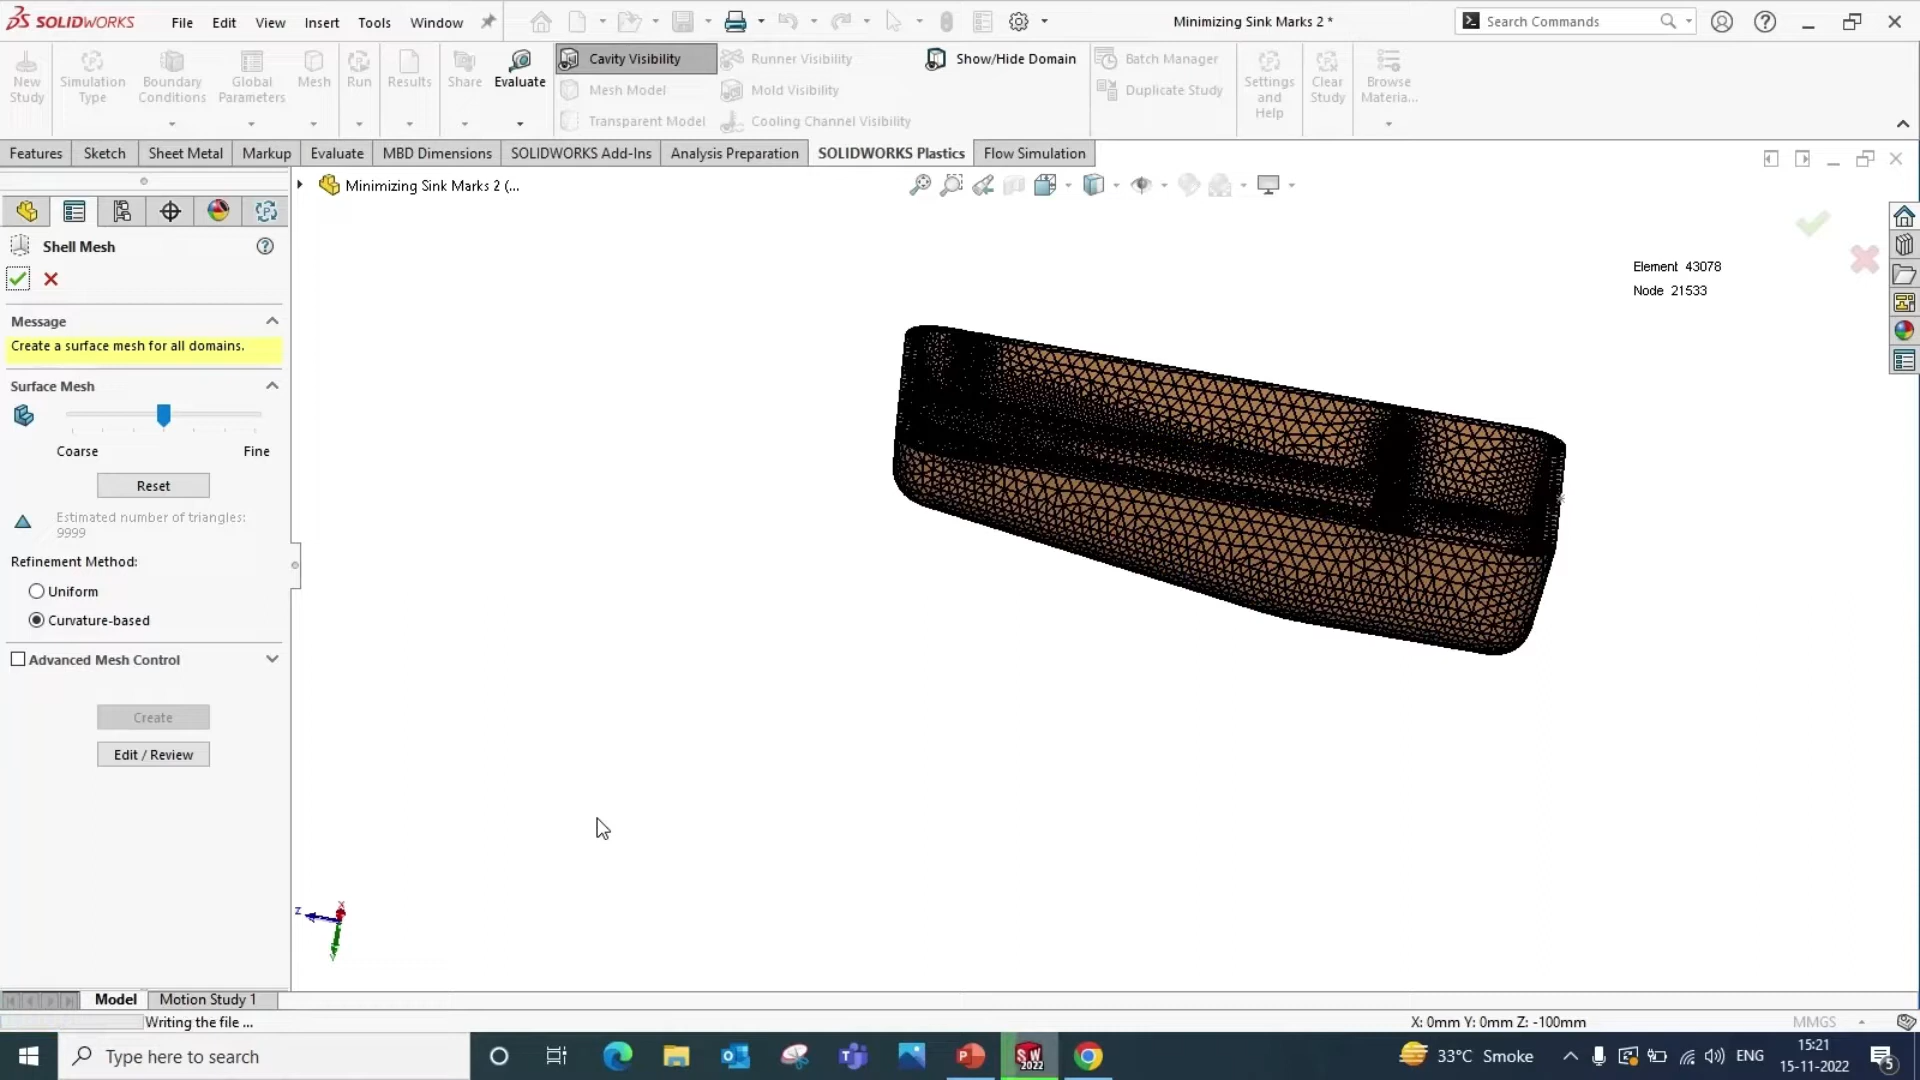 SOLIDWORKS File Edit View Insert Tools Window Minimizing Sink Marks 2 * Search Commands
New Study
Simulation Type
Boundary Conditions
Global Parameters
Mesh
Run
Results
Share
Evaluate
Cavity Visibility
Mesh Model
Transparent Model
Runner Visibility
Mold Visibility
Cooling Channel Visibility
Show/Hide Domain
Batch Manager
Duplicate Study
Settings and Help
Clear Study
Browse Materia...
Features Sketch Sheet Metal Markup Evaluate MBD Dimensions SOLIDWORKS Add-Ins Analysis Preparation SOLIDWORKS Plastics Flow Simulation
Minimizing Sink Marks 2 (...
Shell Mesh
Message
Create a surface mesh for all domains.
Surface Mesh
Coarse Fine
Reset
Estimated number of triangles:
9999
Refinement Method:
Uniform
Curvature-based
Advanced Mesh Control
Create
Edit / Review
Element 43078
Node 21533
Z
X
Y
Model Motion Study 1
Writing the file ... X: 0mm Y: 0mm Z: -100mm MMGS
Type here to search
SW 2022
33°C Smoke ENG
15:21
15-11-2022
5